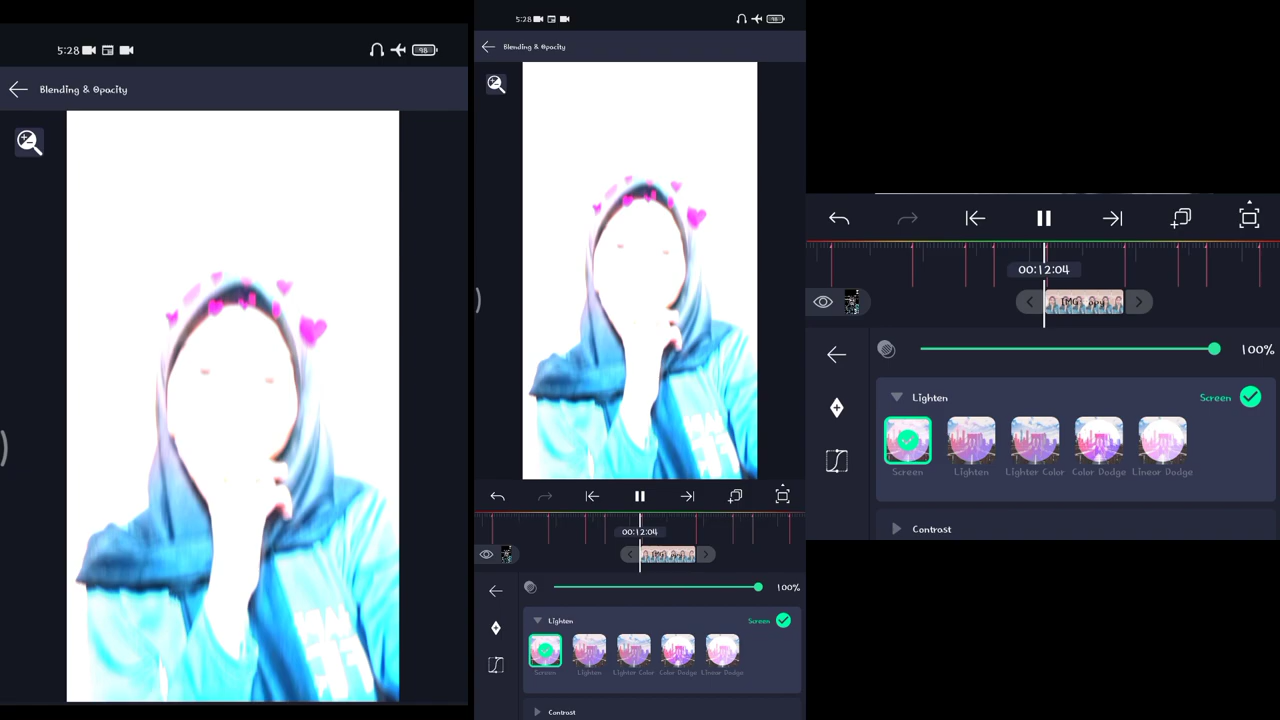 5:28
98
Blending & Opacity
5:28
98
Blending & Opacity
00:12:04
100%
Lighten
Screen
Screen
Lighten
Lighter Color
Color Dodge
Linear Dodge
Contrast
00:12:04
100%
Lighten
Screen
Screen
Lighten
Lighter Color
Color Dodge
Linear Dodge
Contrast